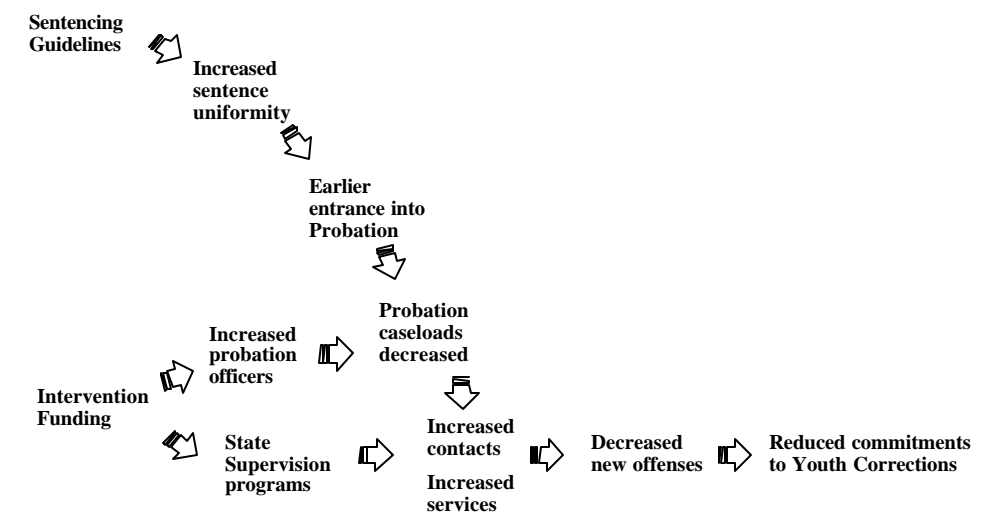 Sentencing
Guidelines
Increased
sentence
uniformity
Earlier
entrance into
Probation
Probation
caseloads
decreased
Increased
probation
officers
Intervention
Funding
State
Supervision
programs
Increased
contacts
Increased
services
Decreased
new offenses
Reduced commitments
to Youth Corrections